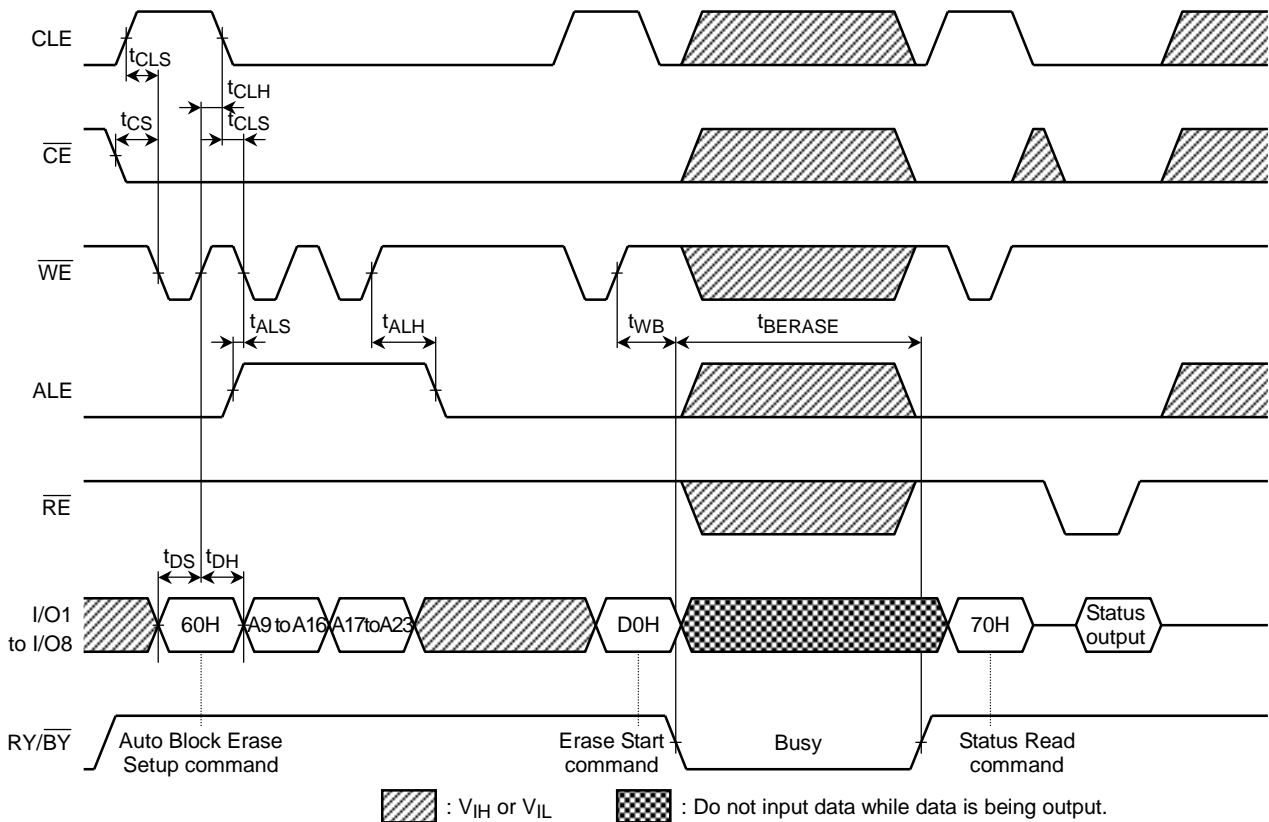 CLE
tCLS
tCLH
tCS
tCLS
CE
WE
tALS
tALH
tWB
tBERASE
ALE
RE
tDS
tDH
I/O1
to I/O8
60H
A9 to A16
A17toA23
D0H
70H
Status
output
RY/BY
Auto Block Erase
Setup command
Erase Start
command
Busy
Status Read
command
: VIH or VIL
: Do not input data while data is being output.